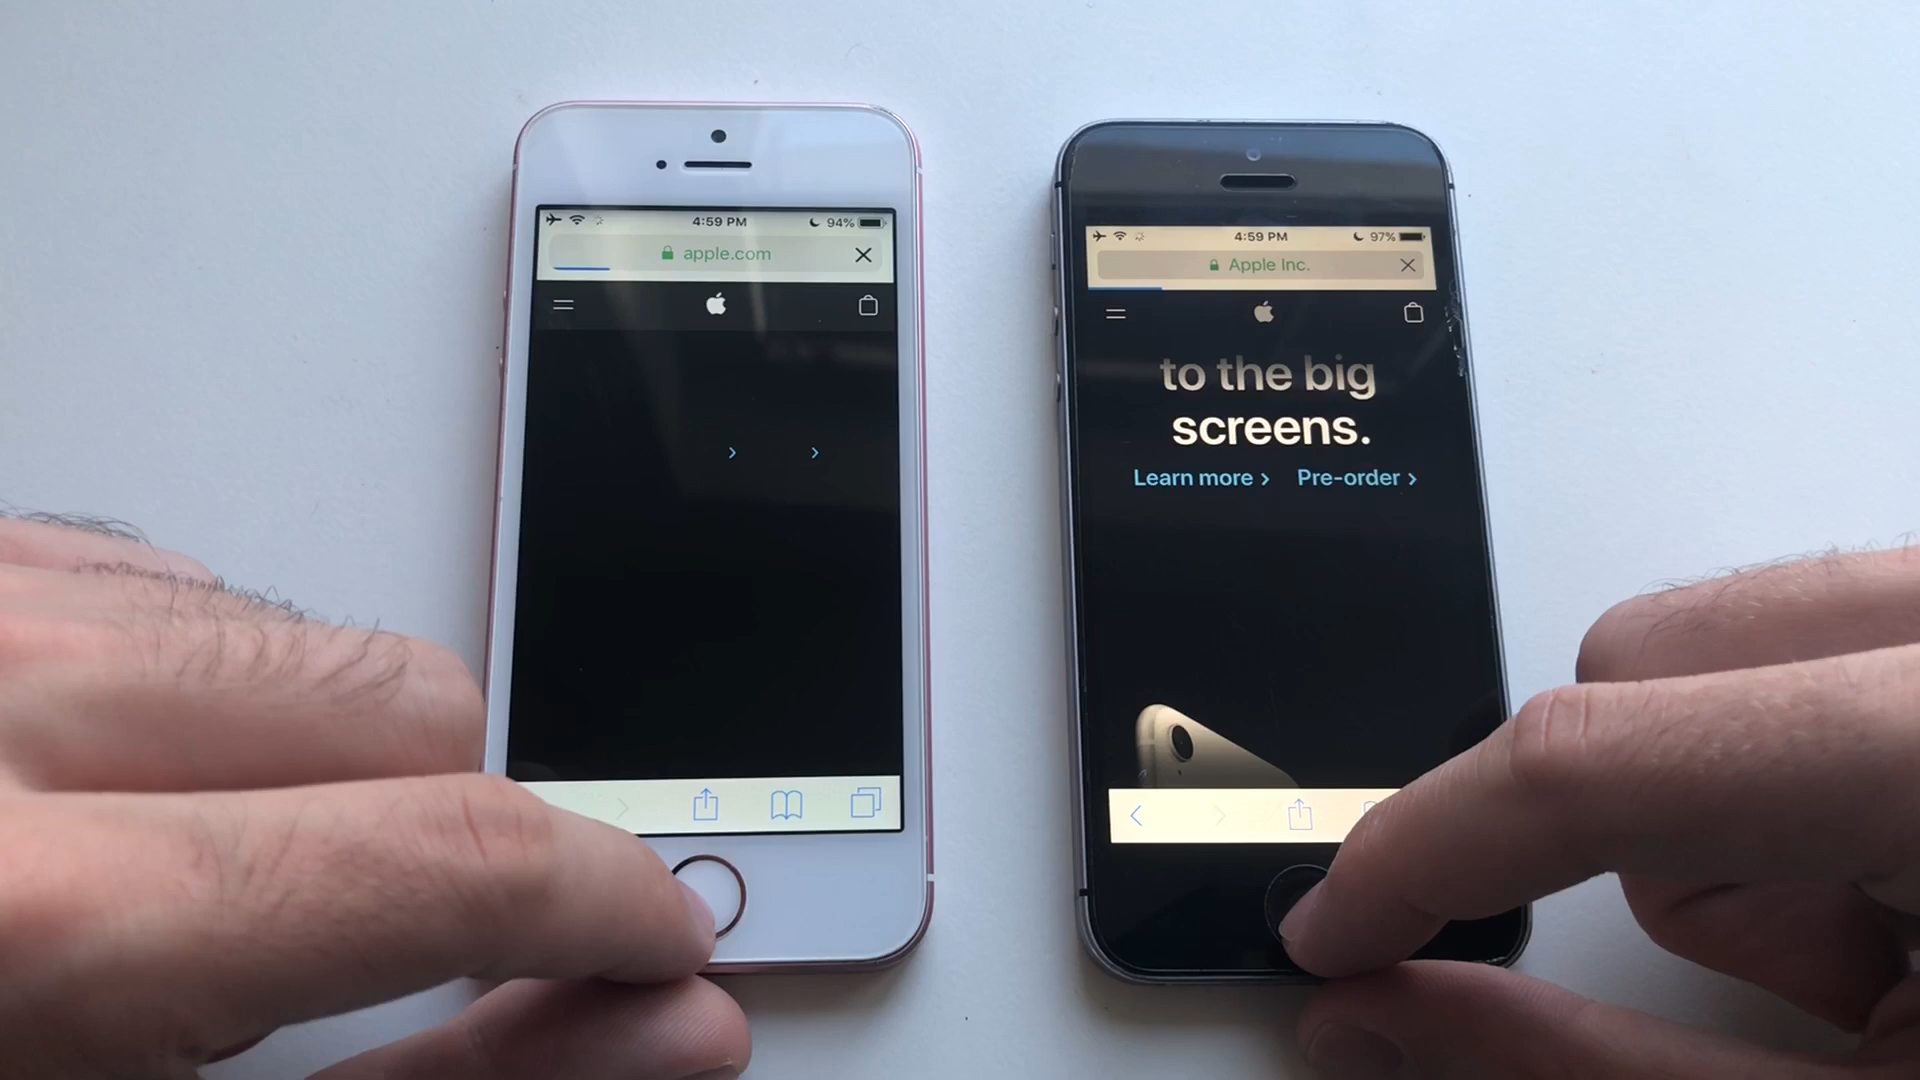 4:59 PM
94%
apple.com
4:59 PM
97%
Apple Inc.
to the big
screens.
Learn more >
Pre-order >